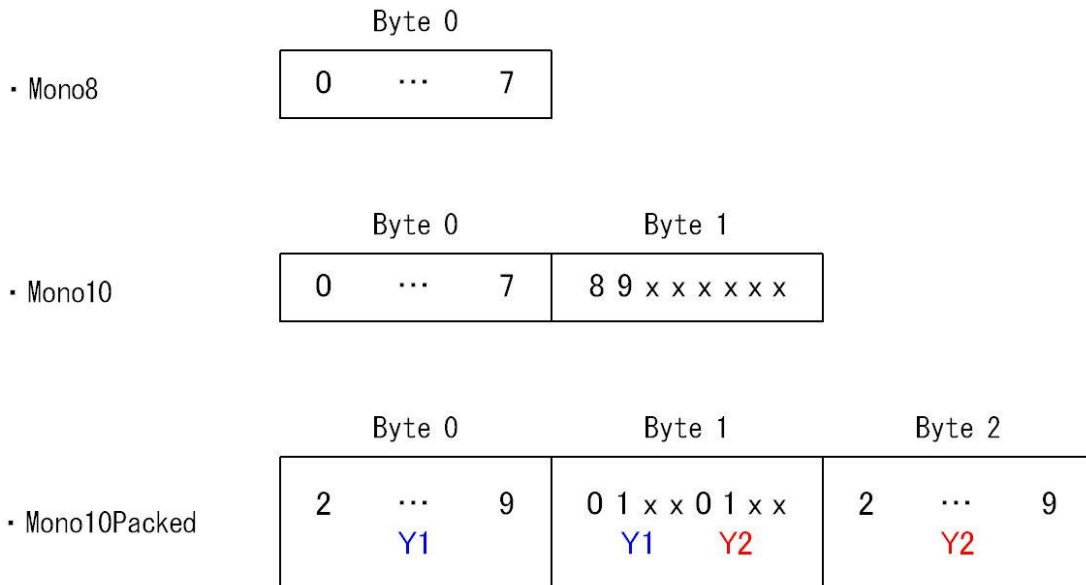 Byte 0
・Mono8 0 … 7
Byte 0 Byte 1
・Mono10 0 … 7 8 9 x x x x x x
Byte 0 Byte 1 Byte 2
・Mono10Packed 2 … 9 0 1 x x 0 1 x x 2 … 9
Y1 Y1 Y2 Y2